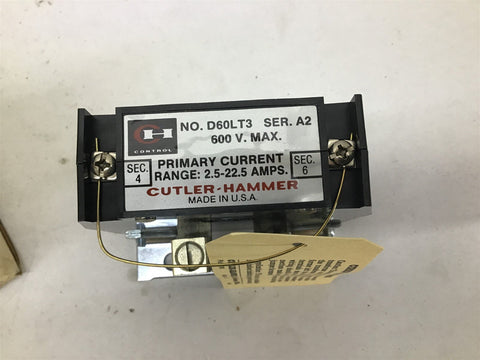 CH
CONTROL
NO. D60LT3 SER. A2
600 V. MAX.
SEC. 4
PRIMARY CURRENT
RANGE: 2.5-22.5 AMPS.
SEC. 6
CUTLER-HAMMER
MADE IN U.S.A.